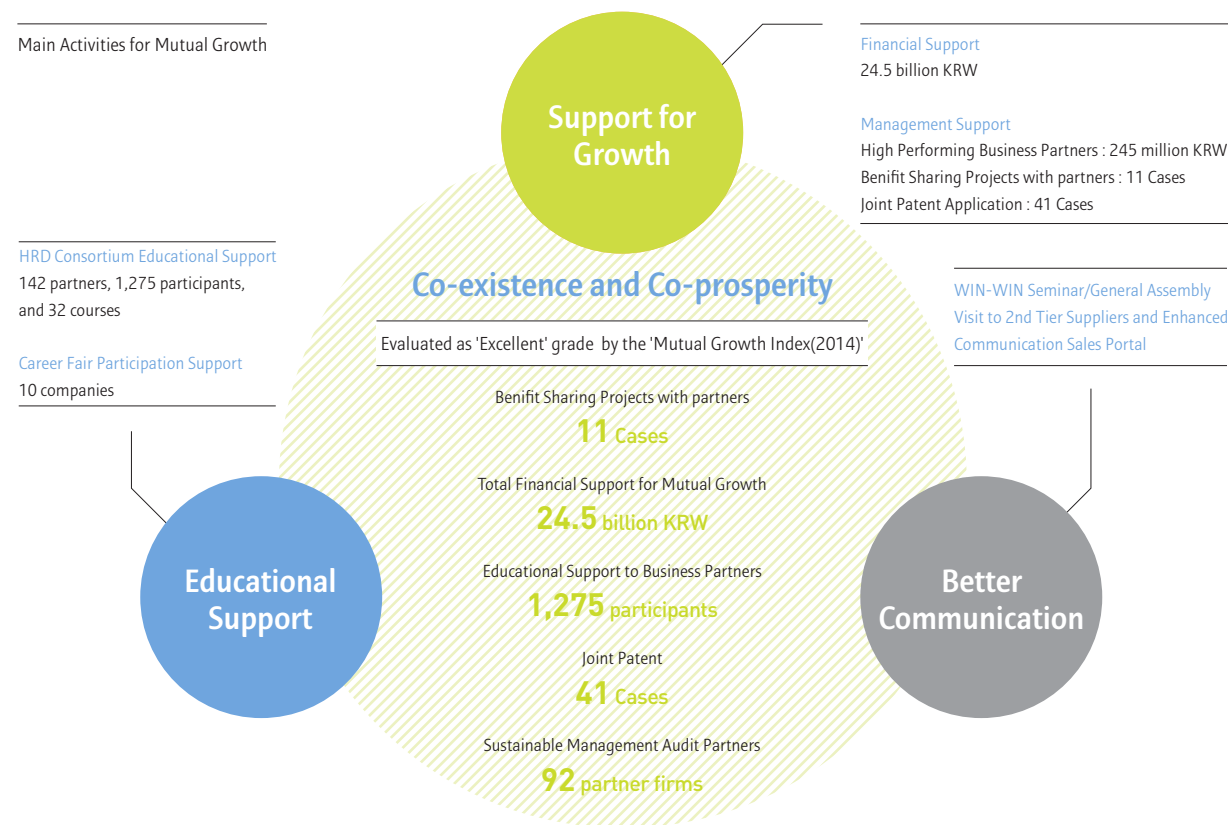 Main Activities for Mutual Growth
Support for
Growth
Financial Support
24.5 billion KRW
Management Support
High Performing Business Partners : 245 million KRW
Benifit Sharing Projects with partners : 11 Cases
Joint Patent Application : 41 Cases
HRD Consortium Educational Support
142 partners, 1,275 participants,
and 32 courses
Career Fair Participation Support
10 companies
WIN-WIN Seminar/General Assembly
Visit to 2nd Tier Suppliers and Enhanced
Communication Sales Portal
Co-existence and Co-prosperity
Evaluated as 'Excellent' grade by the 'Mutual Growth Index(2014)'
Benifit Sharing Projects with partners
11 Cases
Total Financial Support for Mutual Growth
24.5 billion KRW
Educational Support to Business Partners
1,275 participants
Joint Patent
41 Cases
Sustainable Management Audit Partners
92 partner firms
Educational
Support
Better
Communication